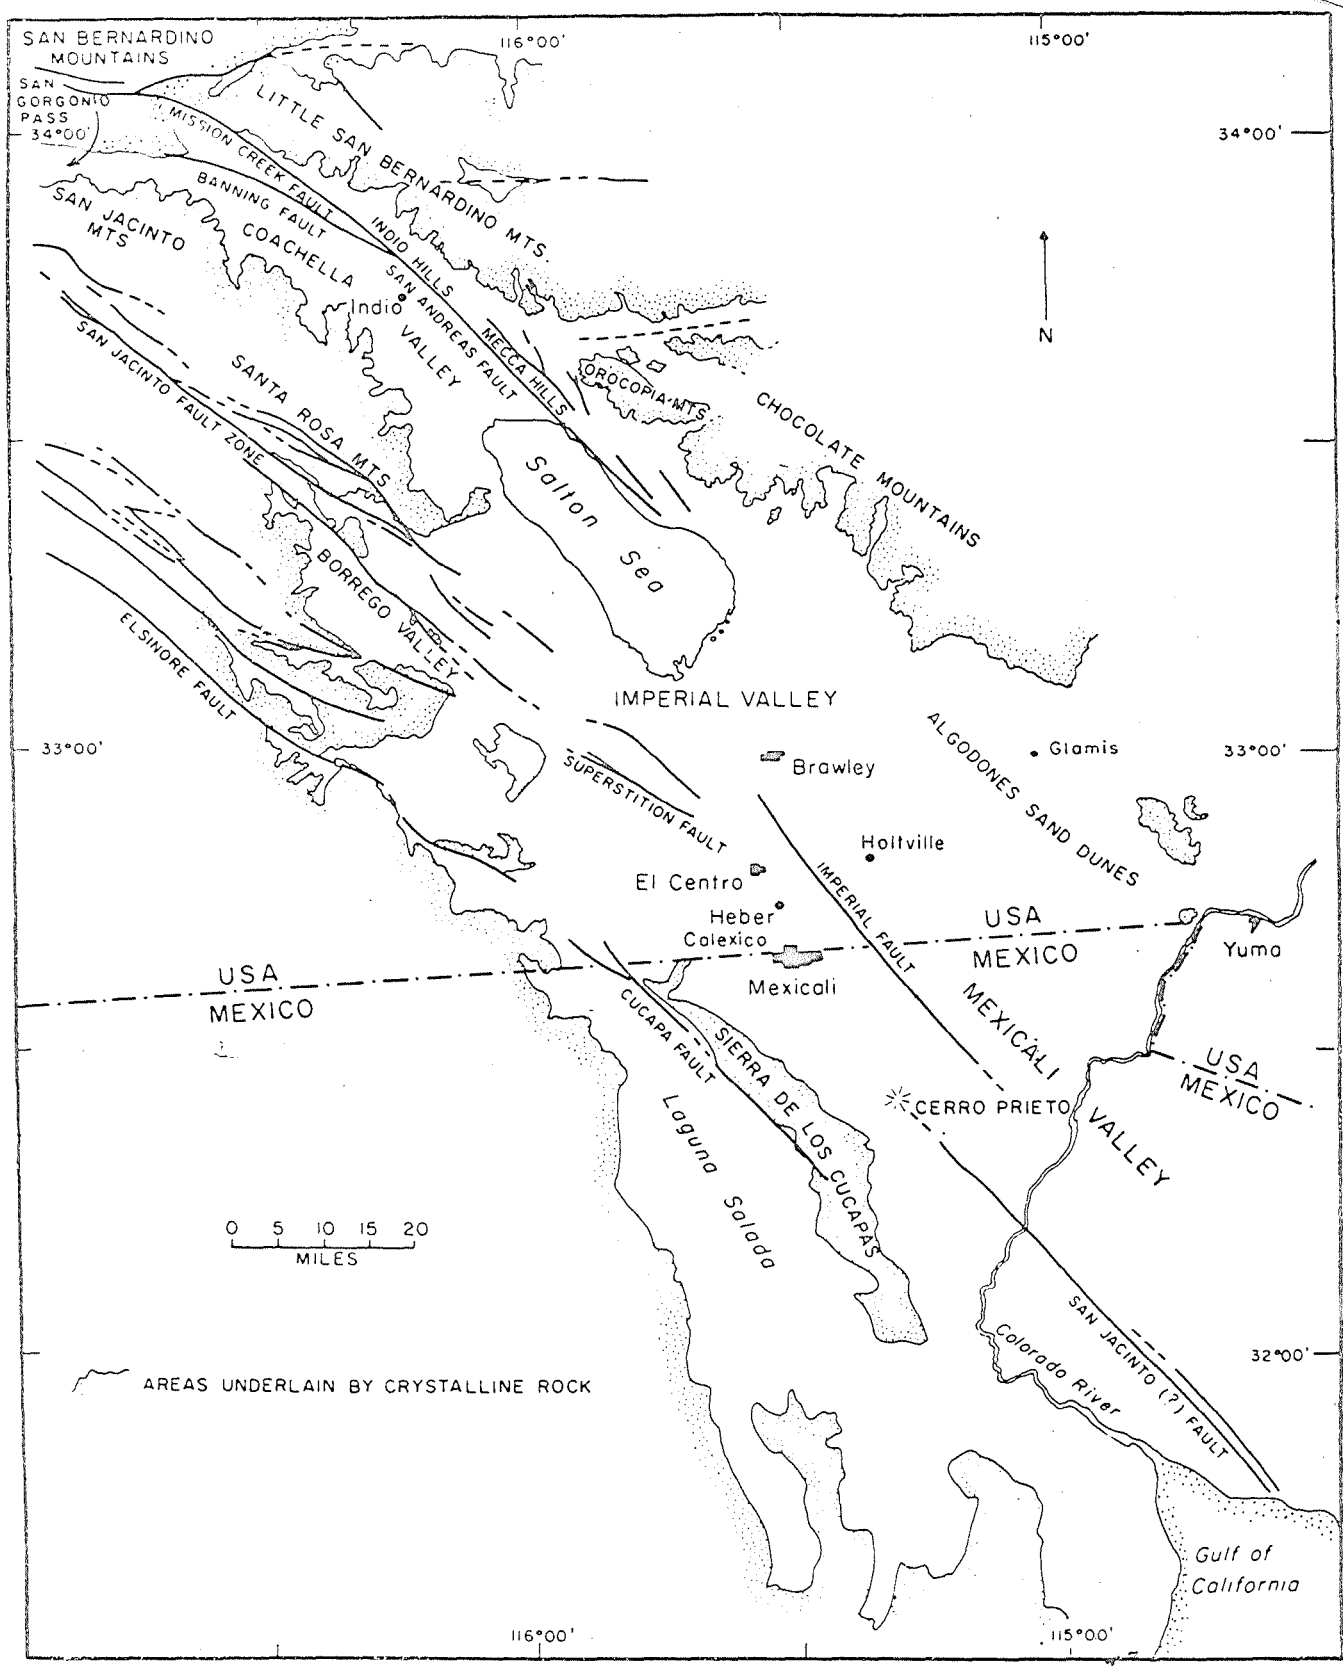 SAN BERNARDINO
MOUNTAINS
116°00'
115°00'
SAN
GORGONIO
PASS
34°00'
34°00'
LITTLE SAN BERNARDINO MTS.
MISSION CREEK FAULT
BANNING FAULT
SAN JACINTO
MTS
COACHELLA
VALLEY
INDIO HILLS
SAN ANDREAS FAULT
Indio
MECCA HILLS
N
OROCOPIA MTS.
CHOCOLATE MOUNTAINS
SAN JACINTO FAULT ZONE
SANTA ROSA MTS
Salton
Sea
BORREGO VALLEY
ELSINORE FAULT
IMPERIAL VALLEY
33°00'
33°00'
ALGODONES SAND DUNES
Glamis
Brawley
SUPERSTITION FAULT
Holtville
El Centro
IMPERIAL FAULT
Heber
Calexico
USA
MEXICO
Yuma
USA
MEXICO
Mexicali
CUCAPA FAULT
SIERRA DE LOS CUCAPAS
MEXICALI
VALLEY
USA
MEXICO
CERRO PRIETO
Laguna Salada
0 5 10 15 20
MILES
SAN JACINTO (?) FAULT
Colorado River
32°00'
AREAS UNDERLAIN BY CRYSTALLINE ROCK
Gulf of
California
116°00'
115°00'